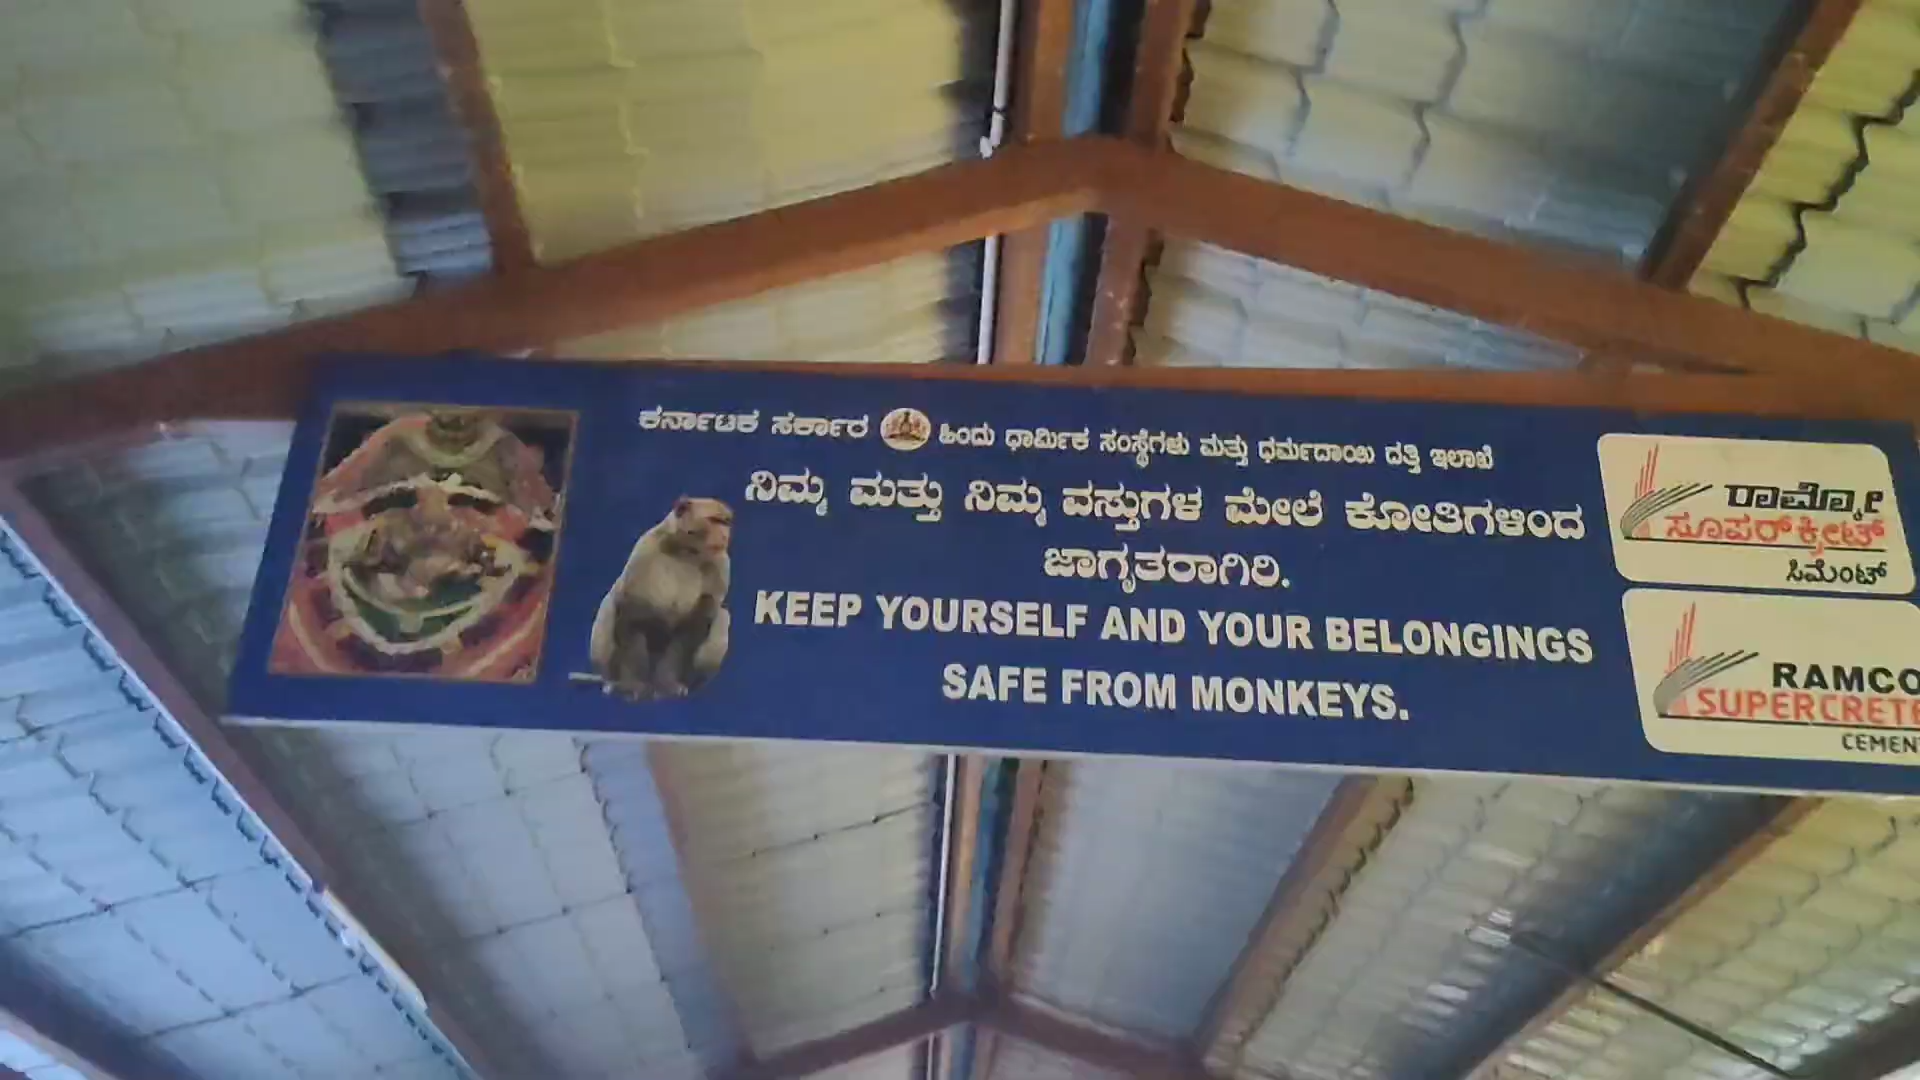 ಕರ್ನಾಟಕ ಸರ್ಕಾರ ಹಿಂದು ಧಾರ್ಮಿಕ ಸಂಸ್ಥೆಗಳು ಮತ್ತು ಧರ್ಮದಾಯಿ ದತ್ತಿ ಇಲಾಖೆ
ನಿಮ್ಮ ಮತ್ತು ನಿಮ್ಮ ವಸ್ತುಗಳ ಮೇಲೆ ಕೋತಿಗಳಿಂದ
ಜಾಗೃತರಾಗಿರಿ.
KEEP YOURSELF AND YOUR BELONGINGS
SAFE FROM MONKEYS.
ರಾಮ್ಕೋ
ಸೂಪರ್‌ಕ್ರೀಟ್
ಸಿಮೆಂಟ್
RAMCO
SUPERCRETE
CEMENT